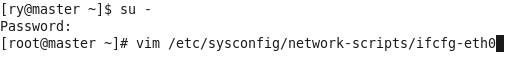 [ry@master ~]$ su -
Password:
[root@master ~]# vim /etc/sysconfig/network-scripts/ifcfg-eth0